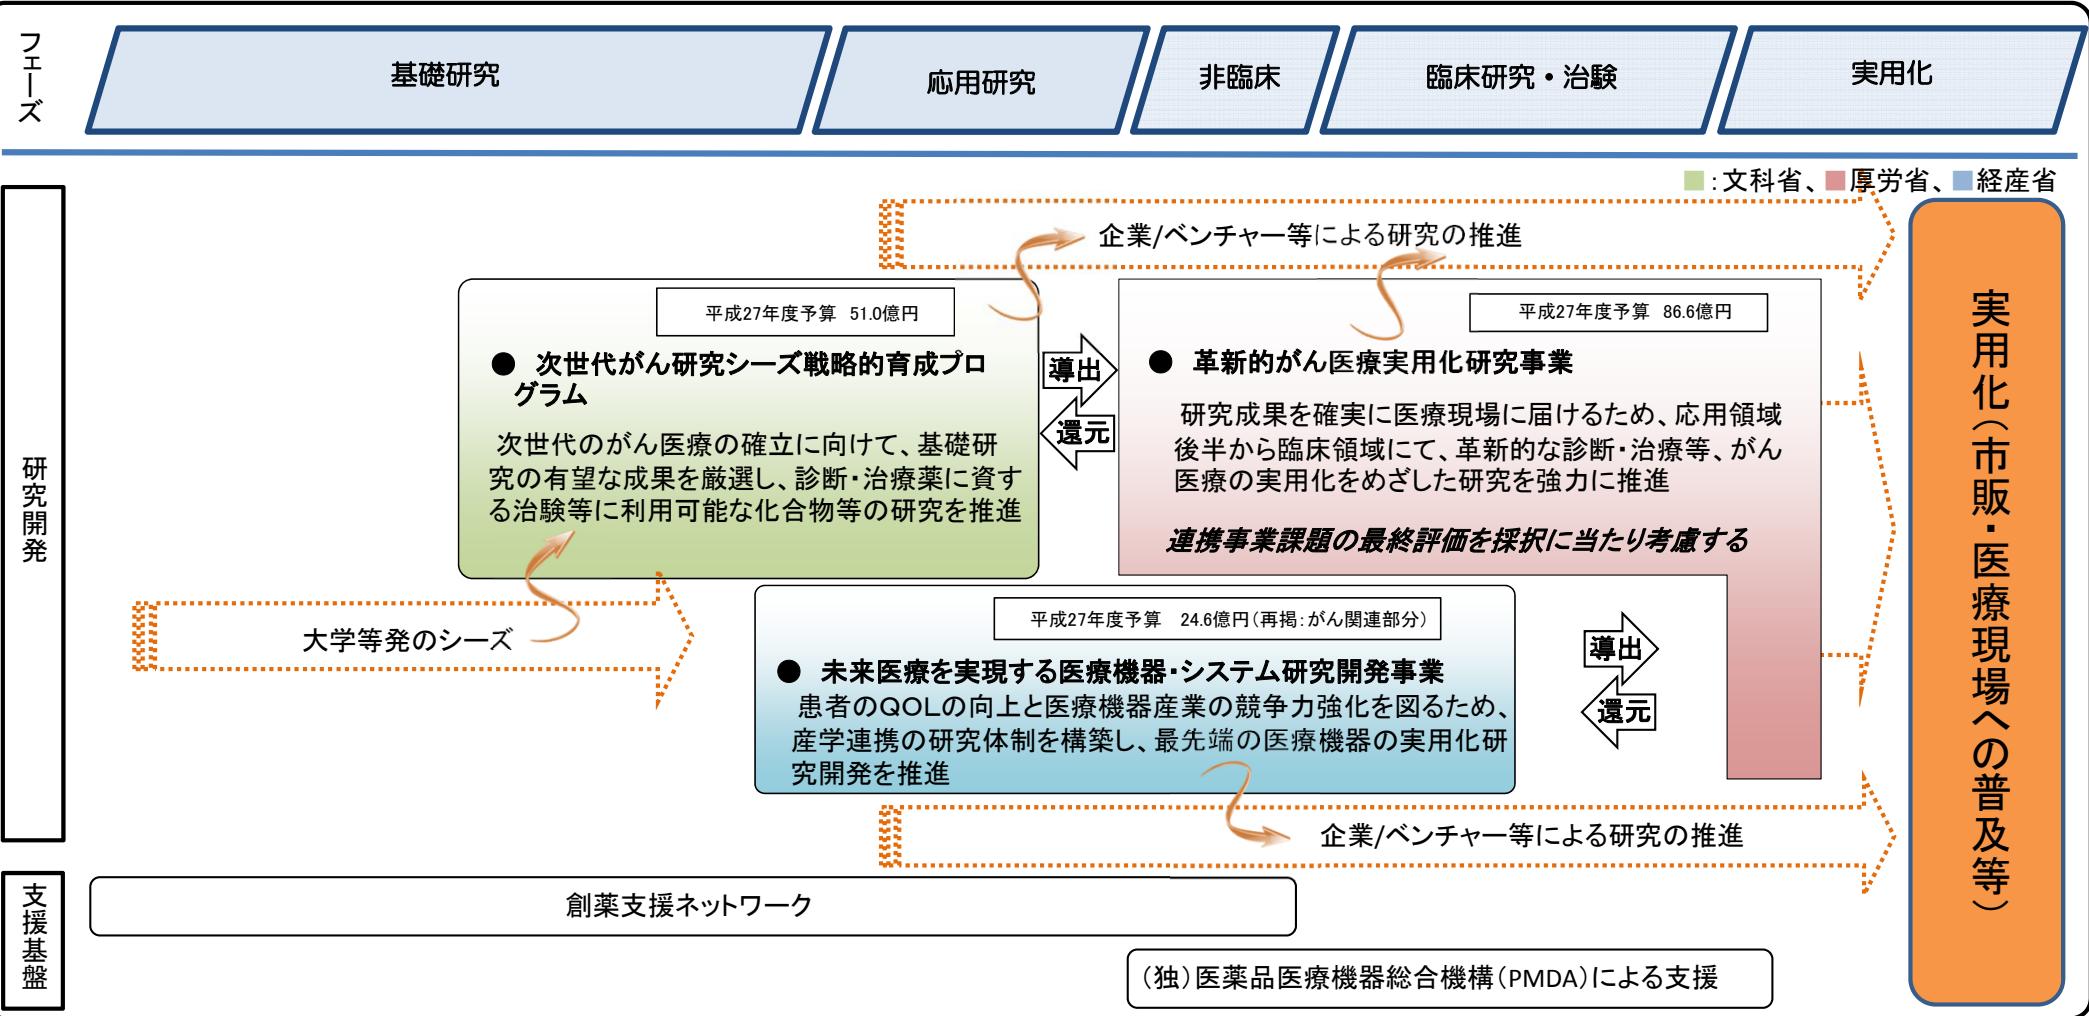 フェーズ
基礎研究
応用研究
非臨床
臨床研究・治験
実用化
：文科省、厚労省、経産省
研究開発
企業/ベンチャー等による研究の推進
平成27年度予算 51.0億円
● 次世代がん研究シーズ戦略的育成プロ
グラム
次世代のがん医療の確立に向けて、基礎研
究の有望な成果を厳選し、診断・治療薬に資す
る治験等に利用可能な化合物等の研究を推進
導出
還元
平成27年度予算 86.6億円
● 革新的がん医療実用化研究事業
研究成果を確実に医療現場に届けるため、応用領域
後半から臨床領域にて、革新的な診断・治療等、がん
医療の実用化をめざした研究を強力に推進
連携事業課題の最終評価を採択に当たり考慮する
大学等発のシーズ
平成27年度予算 24.6億円（再掲：がん関連部分）
● 未来医療を実現する医療機器・システム研究開発事業
患者のQOLの向上と医療機器産業の競争力強化を図るため、
産学連携の研究体制を構築し、最先端の医療機器の実用化研
究開発を推進
導出
還元
企業/ベンチャー等による研究の推進
実用化（市販・医療現場への普及等）
支援基盤
創薬支援ネットワーク
（独）医薬品医療機器総合機構（PMDA）による支援